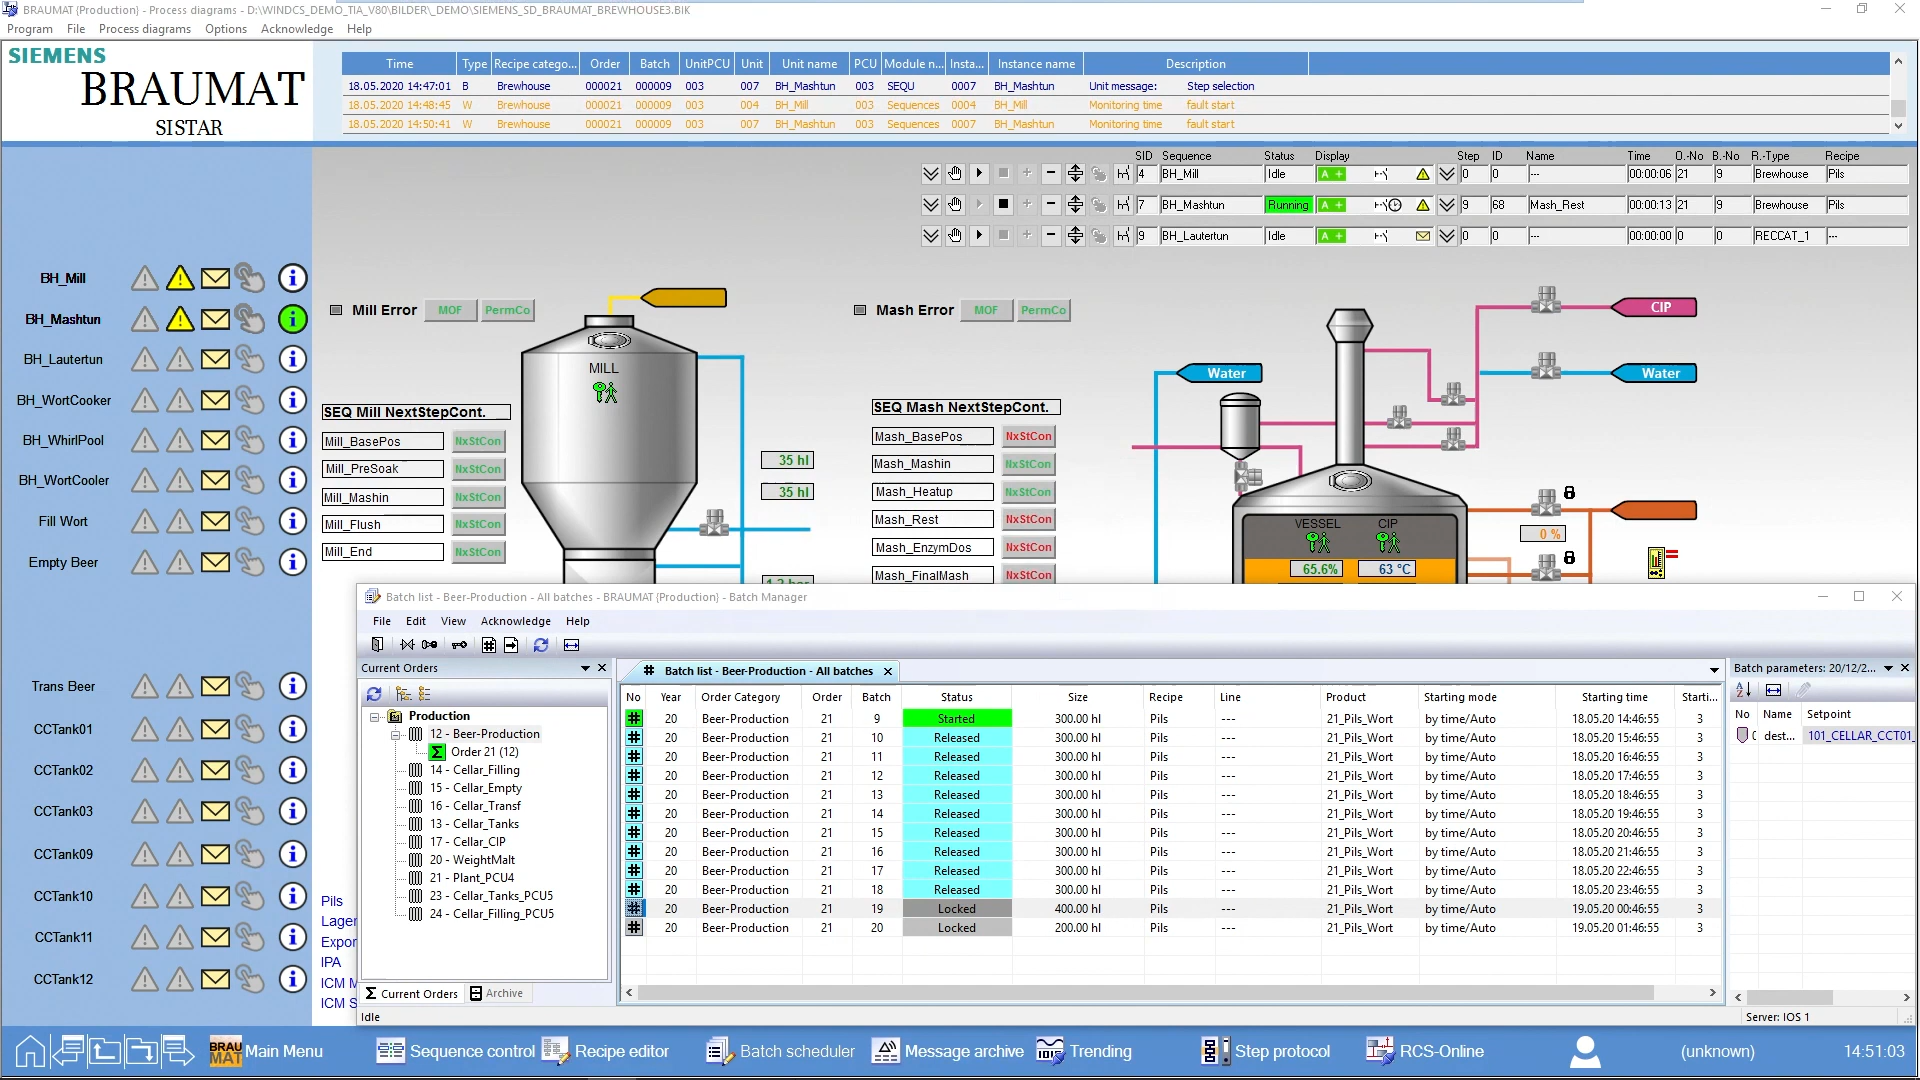 BRAUMAT {Production} - Process diagrams - D:\WINDCS_DEMO_TIA_V80\BILDER\_DEMO\SIEMENS_SD_BRAUMAT_BREWHOUSE3.BIK
Program File Process diagrams Options Acknowledge Help
SIEMENS
BRAUMAT
SISTAR
Time Type Recipe catego... Order Batch UnitPCU Unit Unit name PCU Module n... Insta... Instance name Description
18.05.2020 14:47:01 B Brewhouse 000021 000009 003 007 BH_Mashtun 003 SEQU 0007 BH_Mashtun Unit message: Step selection
18.05.2020 14:48:45 W Brewhouse 000021 000009 003 004 BH_Mill 003 Sequences 0004 BH_Mill Monitoring time fault start
18.05.2020 14:50:41 W Brewhouse 000021 000009 003 007 BH_Mashtun 003 Sequences 0007 BH_Mashtun Monitoring time fault start
SID Sequence Status Display Step ID Name Time O.-No B.-No R.-Type Recipe
4 BH_Mill Idle A + 0 0 --- 00:00:06 21 9 Brewhouse Pils
7 BH_Mashtun Running A + 9 68 Mash_Rest 00:00:13 21 9 Brewhouse Pils
9 BH_Lautertun Idle A + 0 0 --- 00:00:00 0 0 RECCAT_1 ---
BH_Mill
BH_Mashtun
BH_Lautertun
BH_WortCooker
BH_WhirlPool
BH_WortCooler
Fill Wort
Empty Beer
Trans Beer
CCTank01
CCTank02
CCTank03
CCTank09
CCTank10
CCTank11
CCTank12
Mill Error MOF PermCo
MILL
SEQ Mill NextStepCont.
Mill_BasePos NxStCon
Mill_PreSoak NxStCon
Mill_Mashin NxStCon
Mill_Flush NxStCon
Mill_End NxStCon
35 hl
35 hl
Mash Error MOF PermCo
SEQ Mash NextStepCont.
Mash_BasePos NxStCon
Mash_Mashin NxStCon
Mash_Heatup NxStCon
Mash_Rest NxStCon
Mash_EnzymDos NxStCon
Mash_FinalMash NxStCon
CIP
Water
Water
VESSEL CIP
65.6% 63 °C
0 %
Pils
Lager
Expor
IPA
ICM M
ICM S
Batch list - Beer-Production - All batches - BRAUMAT {Production} - Batch Manager
File Edit View Acknowledge Help
Current Orders
Production
12 - Beer-Production
Order 21 (12)
14 - Cellar_Filling
15 - Cellar_Empty
16 - Cellar_Transf
13 - Cellar_Tanks
17 - Cellar_CIP
20 - WeightMalt
21 - Plant_PCU4
23 - Cellar_Tanks_PCU5
24 - Cellar_Filling_PCU5
Current Orders Archive
Idle
# Batch list - Beer-Production - All batches
No Year Order Category Order Batch Status Size Recipe Line Product Starting mode Starting time Starti...
# 20 Beer-Production 21 9 Started 300.00 hl Pils --- 21_Pils_Wort by time/Auto 18.05.20 14:46:55 3
# 20 Beer-Production 21 10 Released 300.00 hl Pils --- 21_Pils_Wort by time/Auto 18.05.20 15:46:55 3
# 20 Beer-Production 21 11 Released 300.00 hl Pils --- 21_Pils_Wort by time/Auto 18.05.20 16:46:55 3
# 20 Beer-Production 21 12 Released 300.00 hl Pils --- 21_Pils_Wort by time/Auto 18.05.20 17:46:55 3
# 20 Beer-Production 21 13 Released 300.00 hl Pils --- 21_Pils_Wort by time/Auto 18.05.20 18:46:55 3
# 20 Beer-Production 21 14 Released 300.00 hl Pils --- 21_Pils_Wort by time/Auto 18.05.20 19:46:55 3
# 20 Beer-Production 21 15 Released 300.00 hl Pils --- 21_Pils_Wort by time/Auto 18.05.20 20:46:55 3
# 20 Beer-Production 21 16 Released 300.00 hl Pils --- 21_Pils_Wort by time/Auto 18.05.20 21:46:55 3
# 20 Beer-Production 21 17 Released 300.00 hl Pils --- 21_Pils_Wort by time/Auto 18.05.20 22:46:55 3
# 20 Beer-Production 21 18 Released 300.00 hl Pils --- 21_Pils_Wort by time/Auto 18.05.20 23:46:55 3
# 20 Beer-Production 21 19 Locked 400.00 hl Pils --- 21_Pils_Wort by time/Auto 19.05.20 00:46:55 3
# 20 Beer-Production 21 20 Locked 200.00 hl Pils --- 21_Pils_Wort by time/Auto 19.05.20 01:46:55 3
Batch parameters: 20/12/2...
No Name Setpoint
dest... 101_CELLAR_CCT01_
Server: IOS 1
BRAUMAT Main Menu Sequence control Recipe editor Batch scheduler Message archive Trending Step protocol RCS-Online (unknown) 14:51:03